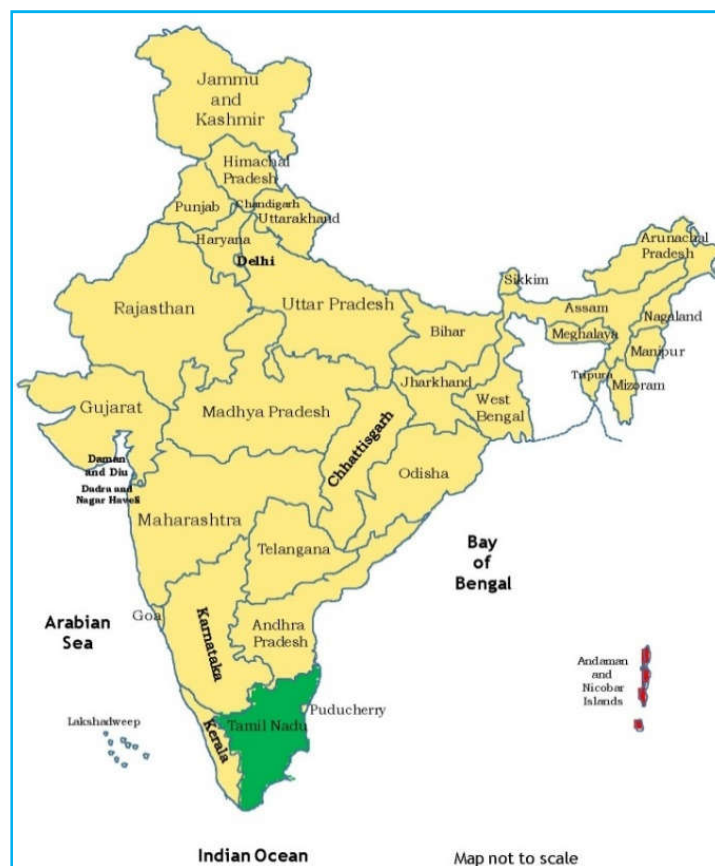 Jammu
and
Kashmir
Himachal
Pradesh
Chandigarh
Punjab
Uttarakhand
Haryana
Delhi
Arunachal
Pradesh
Sikkim
Rajasthan
Uttar Pradesh
Assam
Nagaland
Bihar
Meghalaya
Manipur
Tripura
Mizoram
Jharkhand
West
Bengal
Gujarat
Madhya Pradesh
Chhattisgarh
Daman
and Diu
Dadra and
Nagar Haveli
Odisha
Maharashtra
Telangana
Bay
of
Bengal
Arabian
Sea
Goa
Karnataka
Andhra
Pradesh
Andaman
and
Nicobar
Islands
Puducherry
Lakshadweep
Kerala
Tamil Nadu
Indian Ocean
Map not to scale